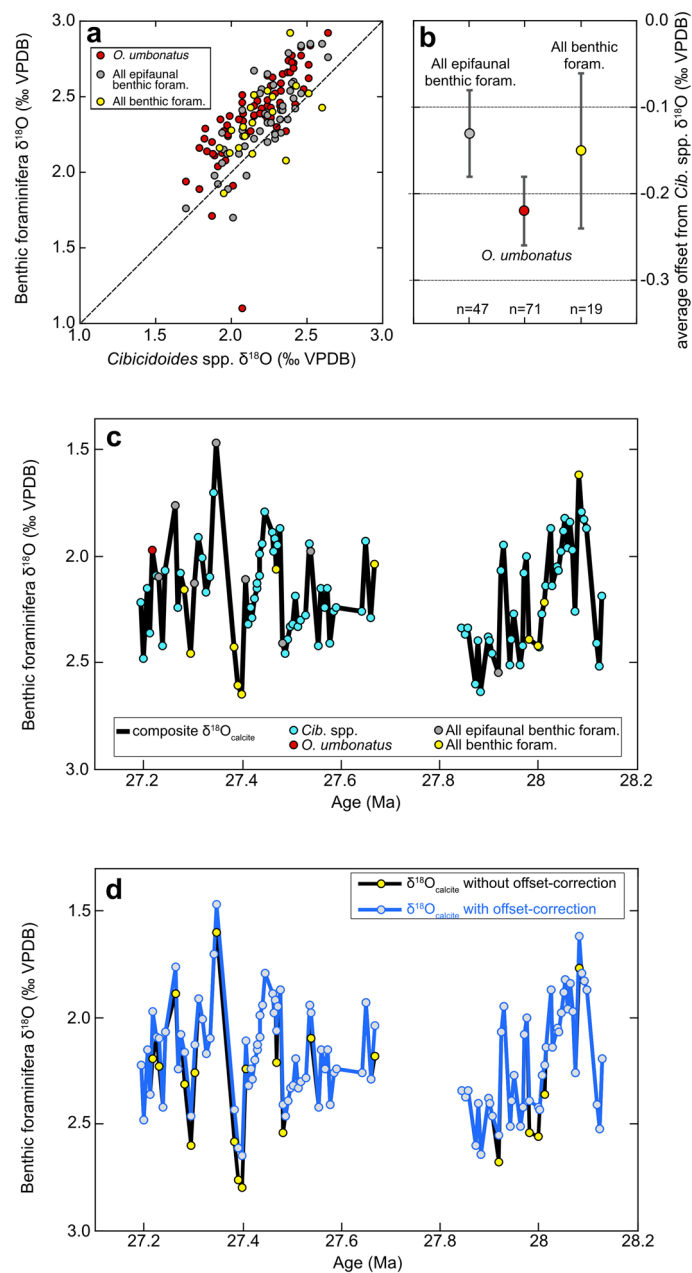 a
Benthic foraminifera δ¹⁸O (‰ VPDB)
3.0
2.5
2.0
1.5
1.0
O. umbonatus
All epifaunal
benthic foram.
All benthic foram.
1.0
1.5
2.0
2.5
3.0
Cibicidoides spp. δ¹⁸O (‰ VPDB)
b
All epifaunal
benthic foram.
All benthic
foram.
O. umbonatus
n=47
n=71
n=19
0.0
-0.1
-0.2
-0.3
average offset from Cib. spp. δ¹⁸O (‰ VPDB)
c
Benthic foraminifera δ¹⁸O (‰ VPDB)
1.5
2.0
2.5
3.0
composite δ¹⁸Ocalcite
Cib. spp.
O. umbonatus
All epifaunal benthic foram.
All benthic foram.
27.2
27.4
27.6
27.8
28
28.2
Age (Ma)
d
Benthic foraminifera δ¹⁸O (‰ VPDB)
1.5
2.0
2.5
3.0
δ¹⁸Ocalcite without offset-correction
δ¹⁸Ocalcite with offset-correction
27.2
27.4
27.6
27.8
28
28.2
Age (Ma)